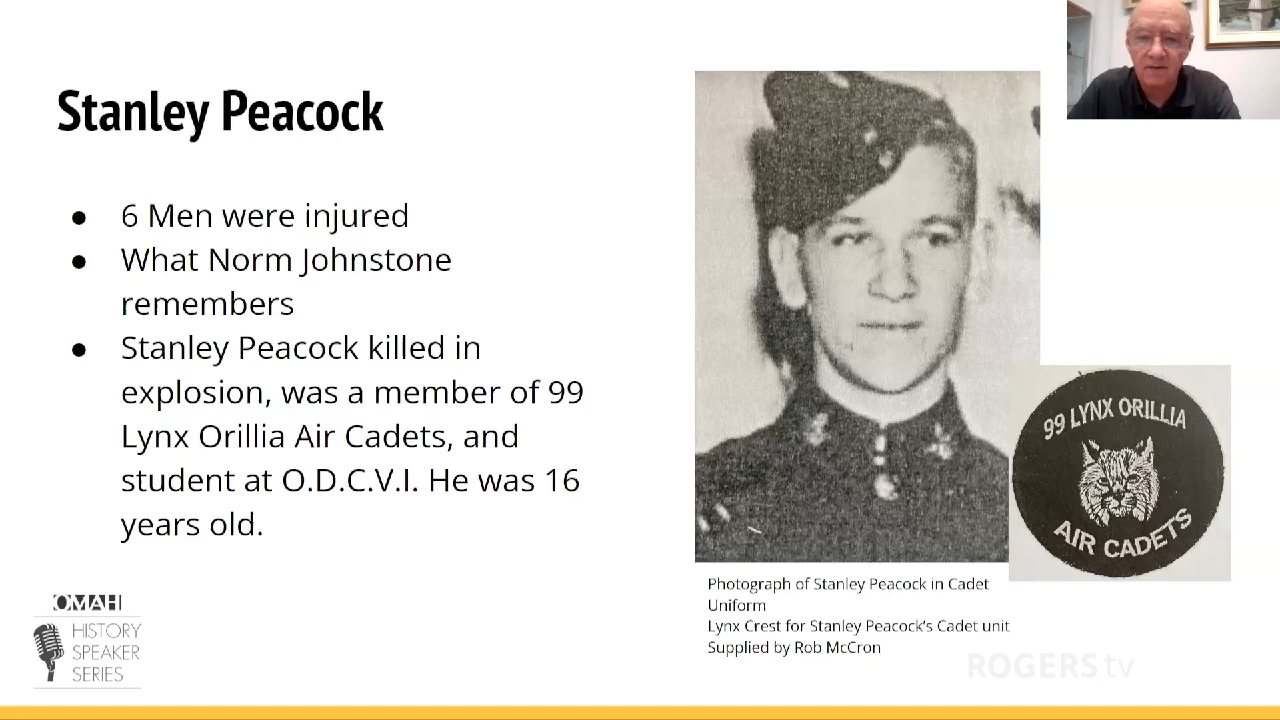 Stanley Peacock
● 6 Men were injured
● What Norm Johnstone
remembers
● Stanley Peacock killed in
explosion, was a member of 99
Lynx Orillia Air Cadets, and
student at O.D.C.V.I. He was 16
years old.
99 LYNX ORILLIA
AIR CADETS
Photograph of Stanley Peacock in Cadet
Uniform
Lynx Crest for Stanley Peacock's Cadet unit
Supplied by Rob McCron
OMAH
HISTORY
SPEAKER
SERIES
ROGERS tv